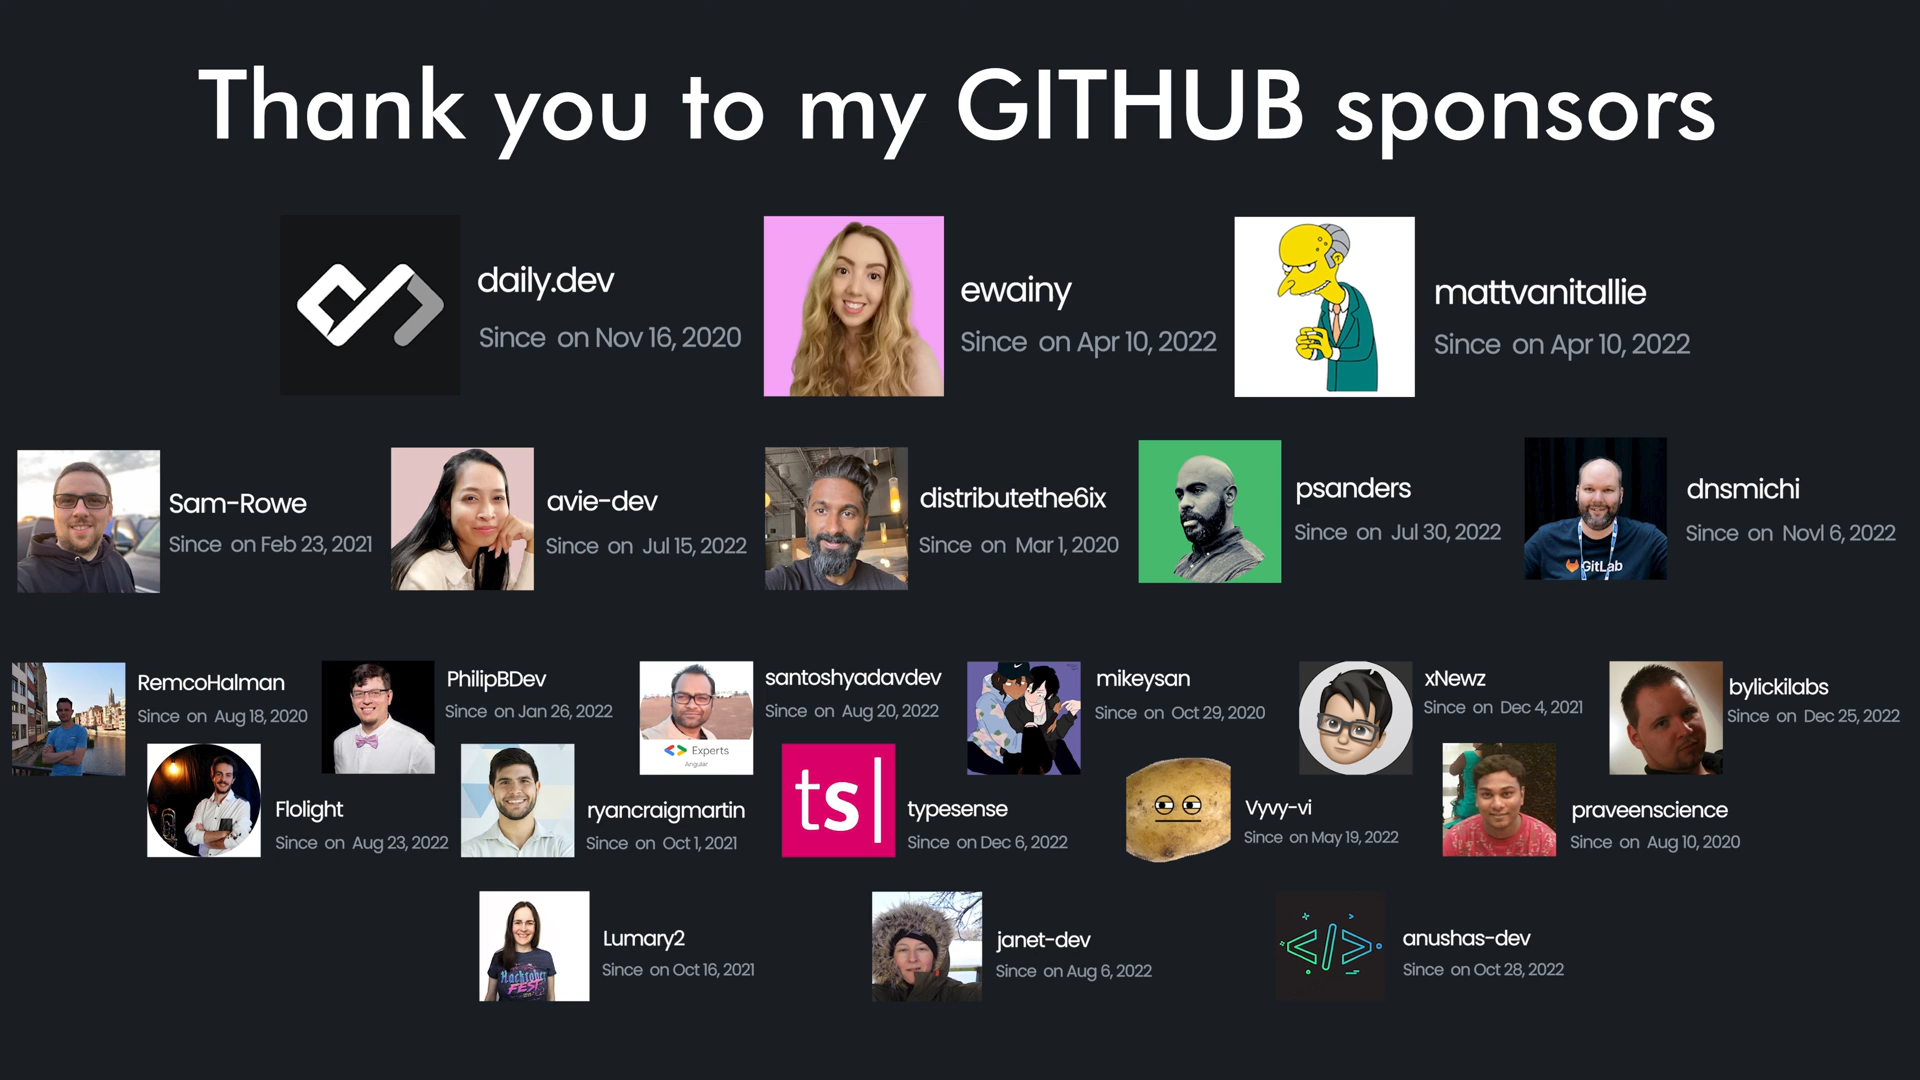 Thank you to my GITHUB sponsors
daily.dev
Since on Nov 16, 2020
ewainy
Since on Apr 10, 2022
mattvanitallie
Since on Apr 10, 2022
Sam-Rowe
Since on Feb 23, 2021
avie-dev
Since on Jul 15, 2022
distributethe6ix
Since on Mar 1, 2020
psanders
Since on Jul 30, 2022
GitLab
dnsmichi
Since on Novl 6, 2022
RemcoHalman
Since on Aug 18, 2020
PhilipBDev
Since on Jan 26, 2022
Experts
Angular
santoshyadavdev
Since on Aug 20, 2022
mikeysan
Since on Oct 29, 2020
xNewz
Since on Dec 4, 2021
bylickilabs
Since on Dec 25, 2022
Flolight
Since on Aug 23, 2022
ryancraigmartin
Since on Oct 1, 2021
ts|
typesense
Since on Dec 6, 2022
Vyvy-vi
Since on May 19, 2022
praveenscience
Since on Aug 10, 2020
Hacktober
FEST
Lumary2
Since on Oct 16, 2021
janet-dev
Since on Aug 6, 2022
</>
anushas-dev
Since on Oct 28, 2022